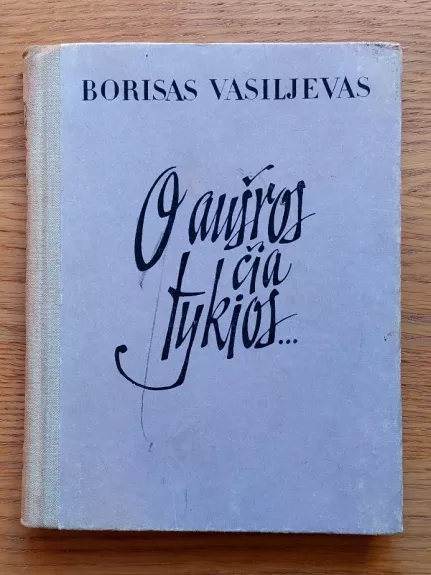 BORISAS VASILJEVAS
O aušros
čia
tykios...